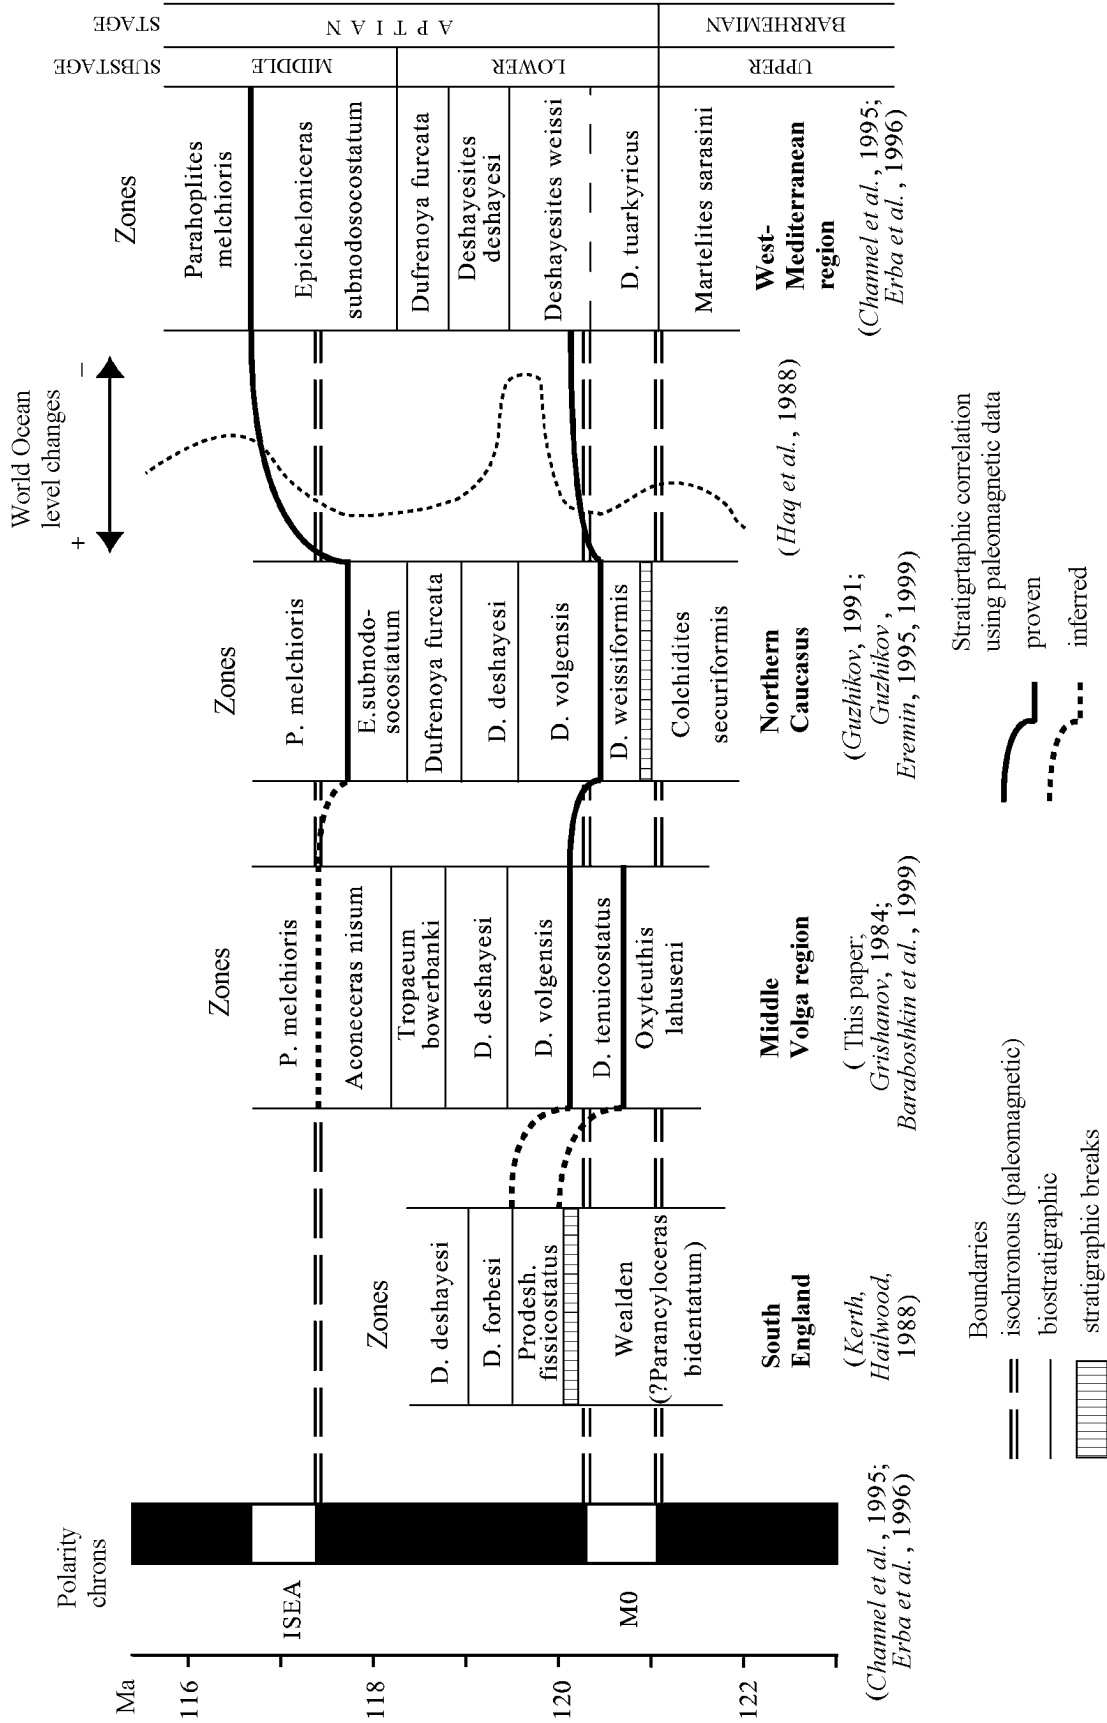 Ma
116
118
120
122
Polarity
chrons
ISEA
M0
(Channel et al., 1995;
Erba et al., 1996)
Zones
D. deshayesi
D. forbesi
Prodesh.
fissicostatus
Wealden
(?Parancyloceras
bidentatum)
South
England
(Kerth,
Hailwood,
1988)
Zones
P. melchioris
Aconeceras nisum
Tropaeum
bowerbanki
D. deshayesi
D. volgensis
D. tenuicostatus
Oxyteuthis
lahuseni
Middle
Volga region
( This paper;
Grishanov, 1984;
Baraboshkin et al., 1999)
Zones
P. melchioris
E.subnodo-
socostatum
Dufrenoya furcata
D. deshayesi
D. volgensis
D. weissiformis
Colchidites
securiformis
Northern
Caucasus
(Guzhikov, 1991;
Guzhikov ,
Eremin, 1995, 1999)
World Ocean
level changes
+
–
(Haq et al., 1988)
Zones
Parahoplites
melchioris
Epicheloniceras
subnodosocostatum
Dufrenoya furcata
Deshayesites
deshayesi
Deshayesites weissi
D. tuarkyricus
Martelites sarasini
West-
Mediterranean
region
(Channel et al., 1995;
Erba et al., 1996)
SUBSTAGE
MIDDLE
LOWER
UPPER
STAGE
APTIAN
BARRHEMIAN
Boundaries
isochronous (paleomagnetic)
biostratigraphic
stratigraphic breaks
Stratigrtaphic correlation
using paleomagnetic data
proven
inferred